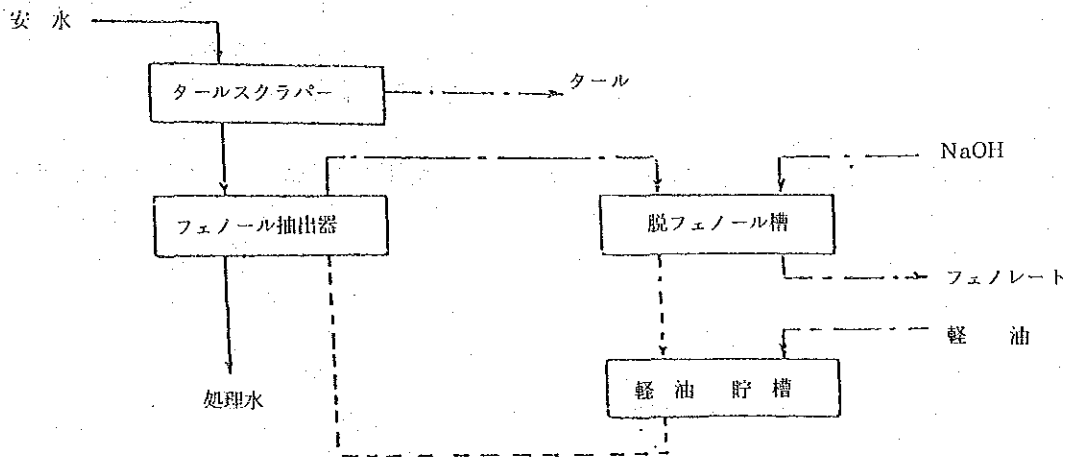 安 水
タール
タールスクラパー
NaOH
フェノール抽出器
脱フェノール槽
フェノレート
軽 油
処理水
軽 油 貯 槽